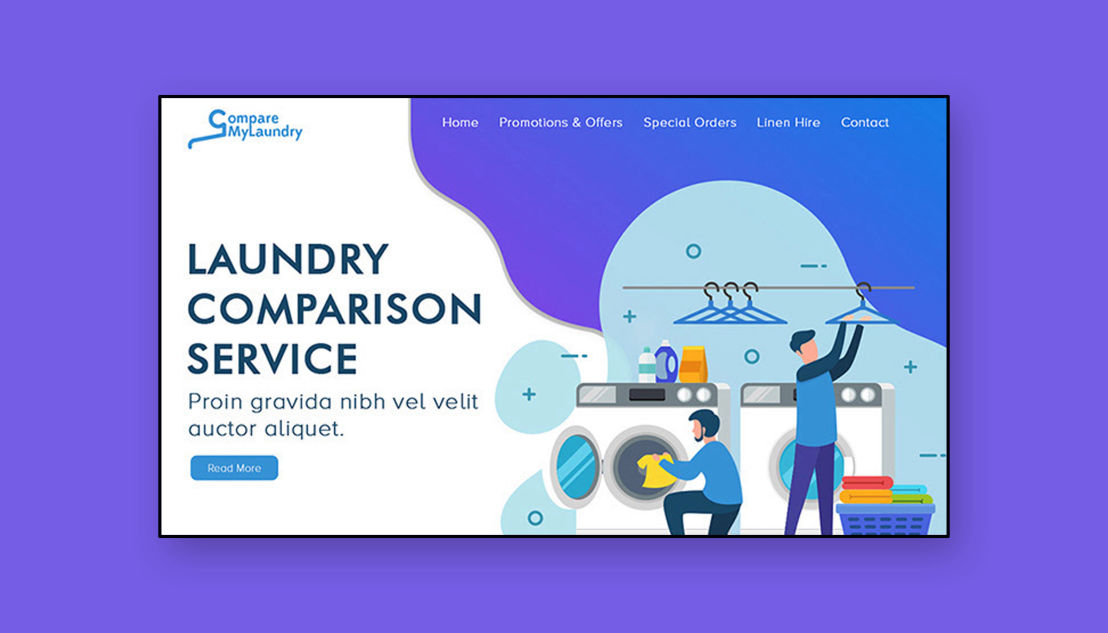 Compare
MyLaundry
Home Promotions & Offers Special Orders Linen Hire Contact
LAUNDRY
COMPARISON
SERVICE
Proin gravida nibh vel velit
auctor aliquet.
Read More